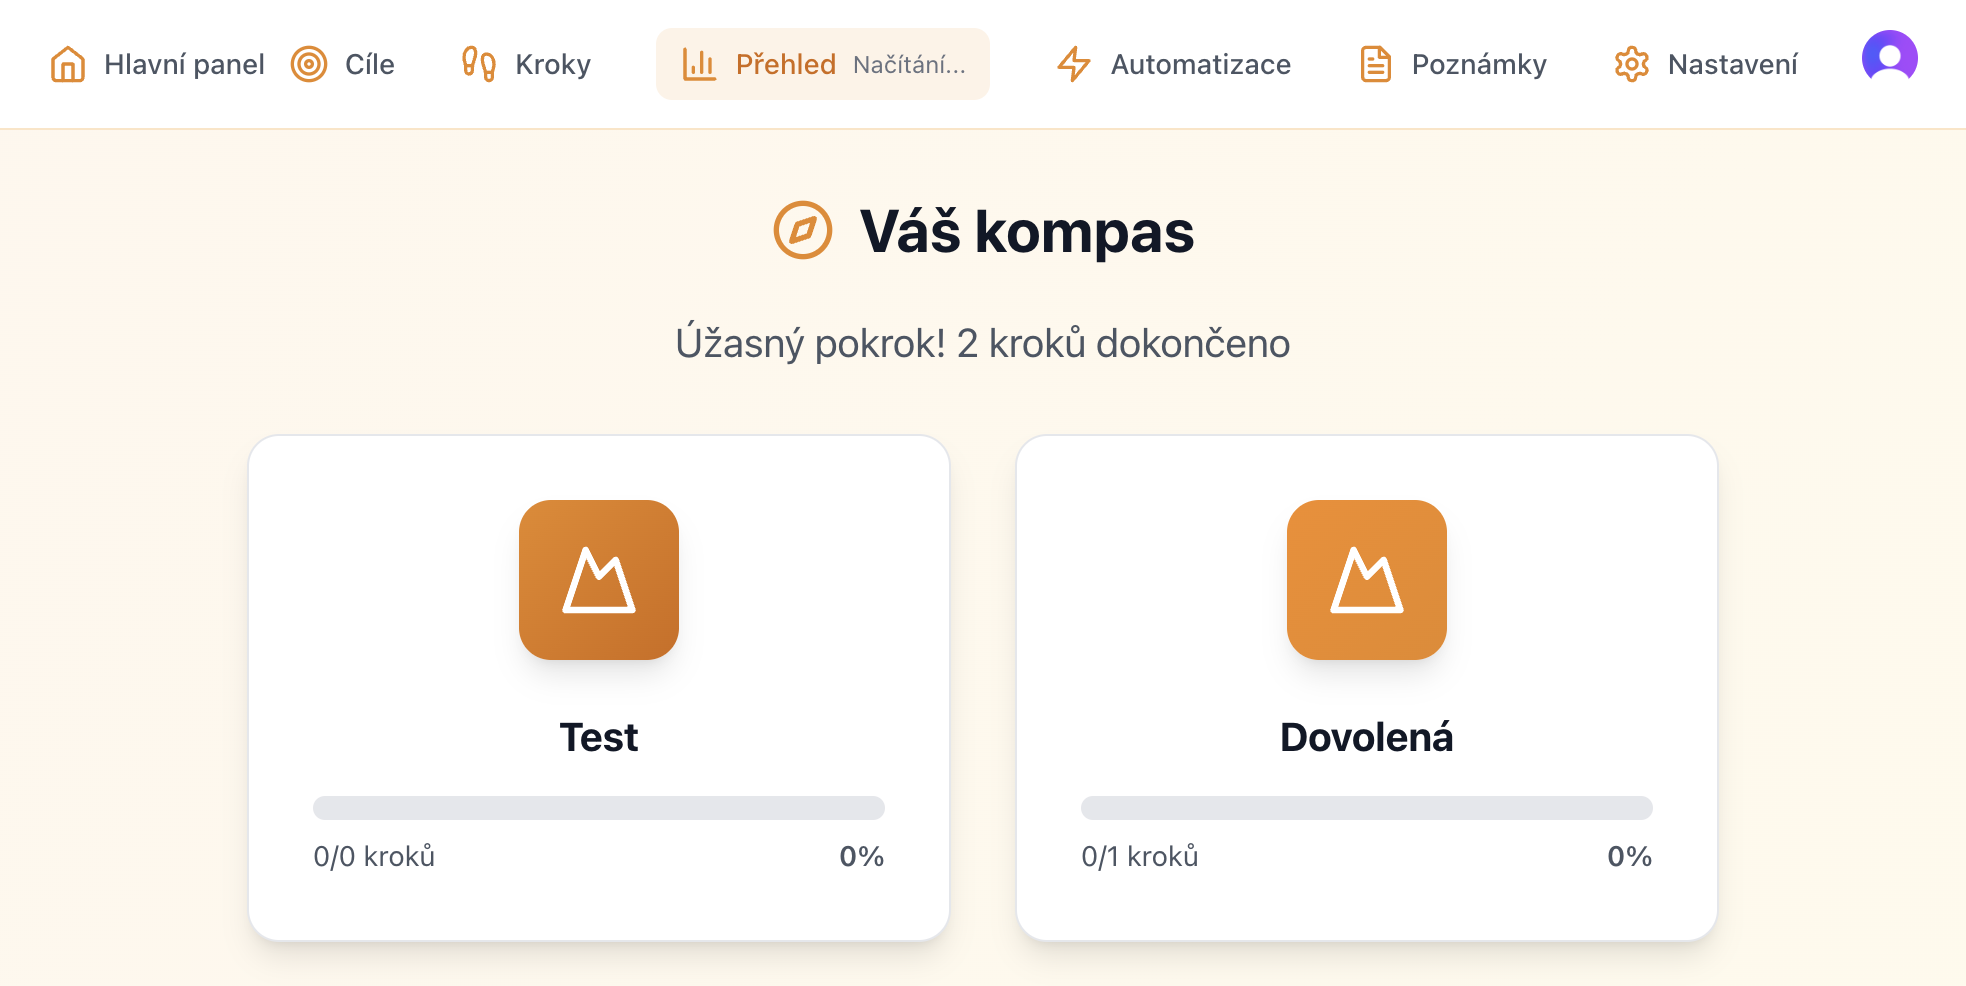 Hlavní panel Cíle Kroky Přehled Načítání... Automatizace Poznámky Nastavení
Váš kompas
Úžasný pokrok! 2 kroků dokončeno
Test
0/0 kroků 0%
Dovolená
0/1 kroků 0%